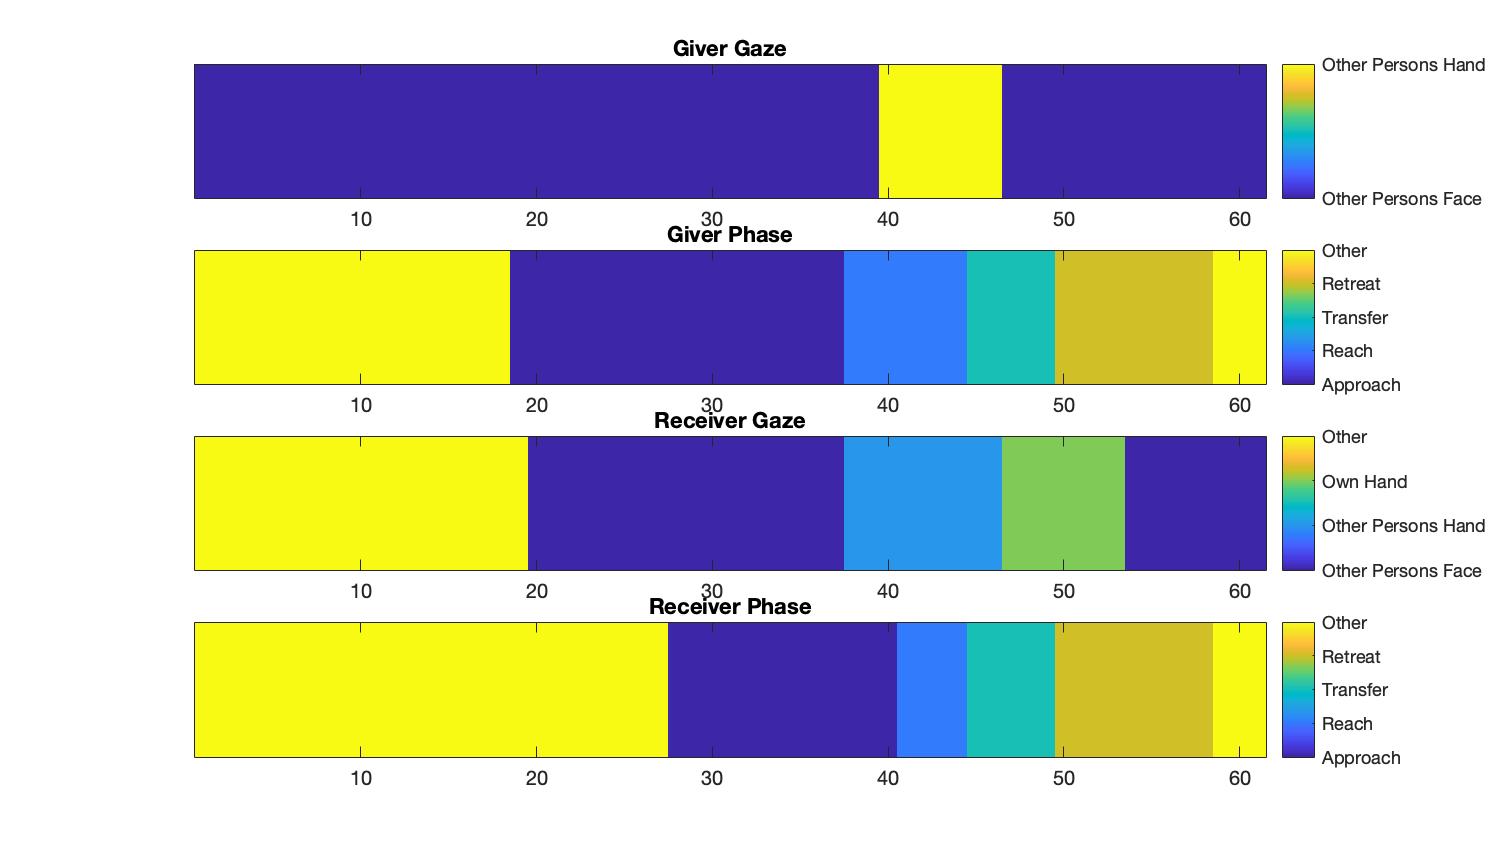 Giver Gaze
Other Persons Hand
Other Persons Face
10 20 30 40 50 60
Giver Phase
Other
Retreat
Transfer
Reach
Approach
10 20 30 40 50 60
Receiver Gaze
Other
Own Hand
Other Persons Hand
Other Persons Face
10 20 30 40 50 60
Receiver Phase
Other
Retreat
Transfer
Reach
Approach
10 20 30 40 50 60